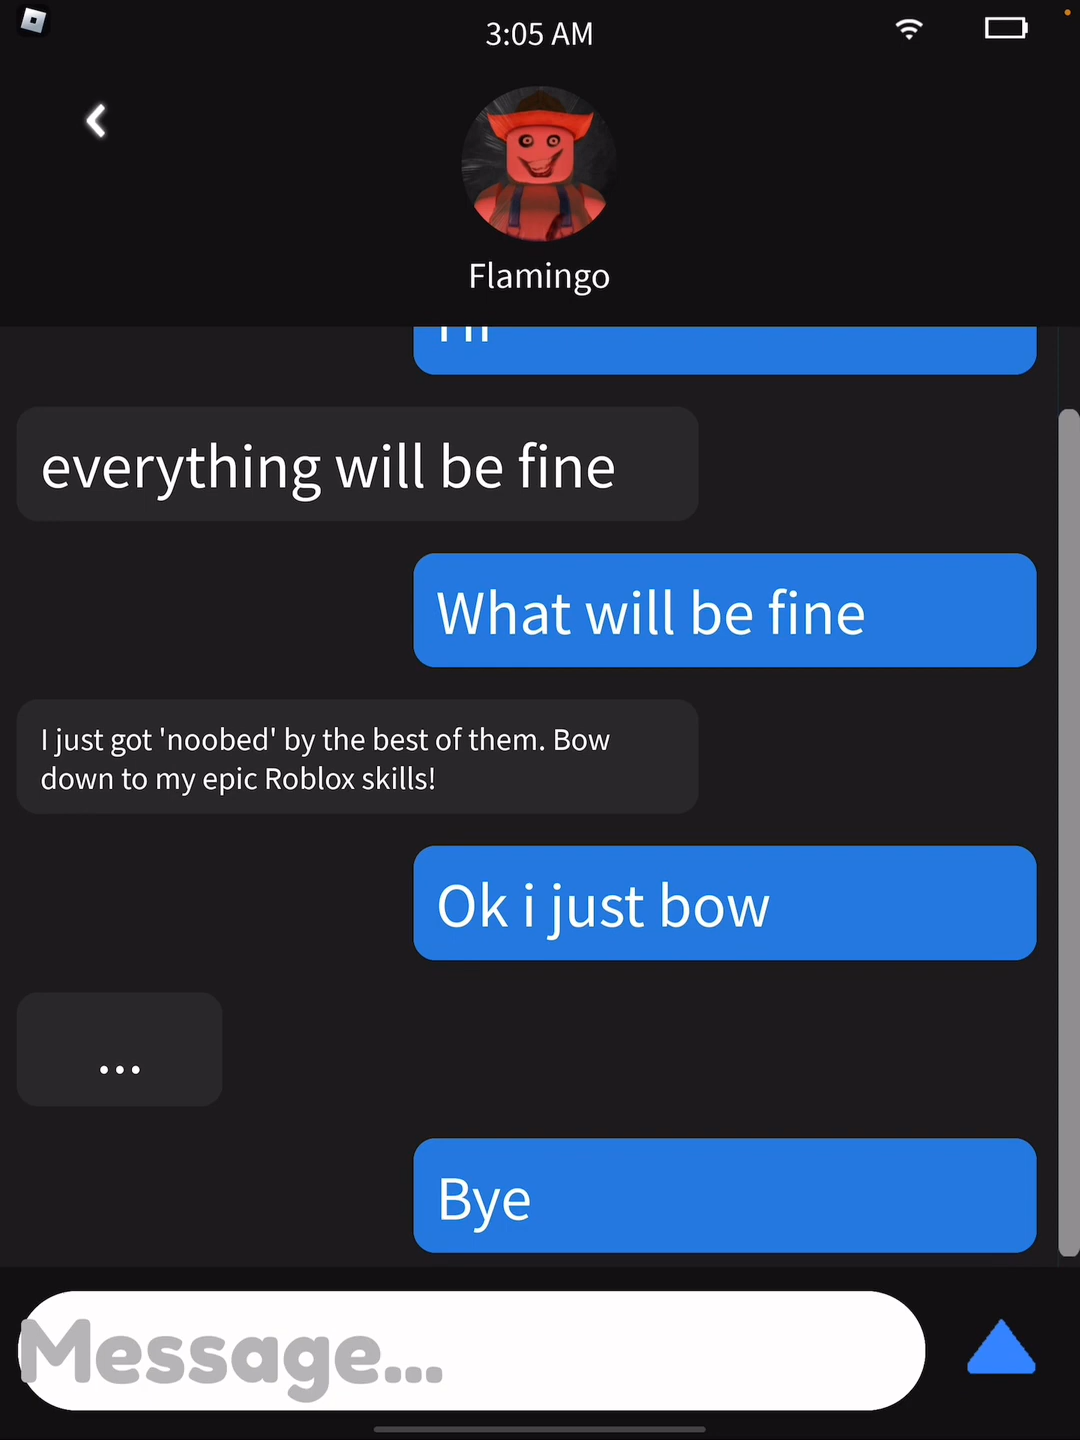 3:05 AM
Flamingo
everything will be fine
What will be fine
I just got 'noobed' by the best of them. Bow
down to my epic Roblox skills!
Ok i just bow
...
Bye
Message...